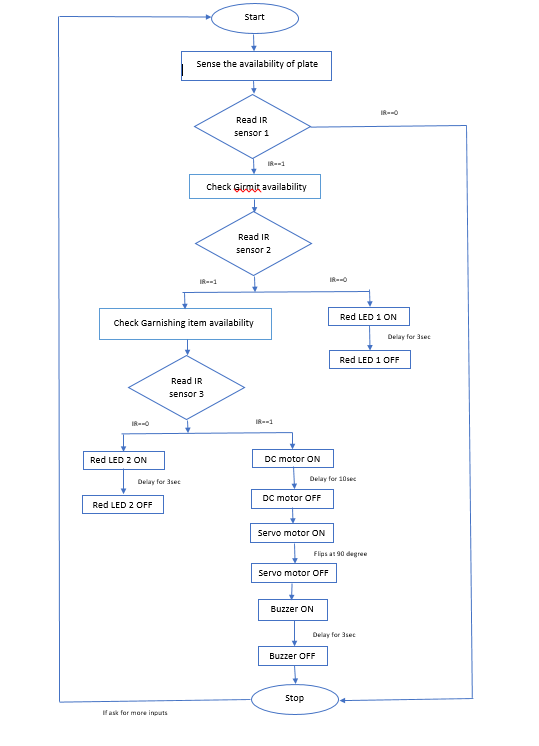 Start
Sense the availability of plate
IR==0
Read IR
sensor 1
IR==1
Check Girmit availability
Read IR
sensor 2
IR==1
IR==0
Red LED 1 ON
Check Garnishing item availability
Delay for 3sec
Red LED 1 OFF
Read IR
sensor 3
IR==0
IR==1
Red LED 2 ON
DC motor ON
Delay for 3sec
Delay for 10sec
Red LED 2 OFF
DC motor OFF
Servo motor ON
Flips at 90 degree
Servo motor OFF
Buzzer ON
Delay for 3sec
Buzzer OFF
Stop
If ask for more inputs